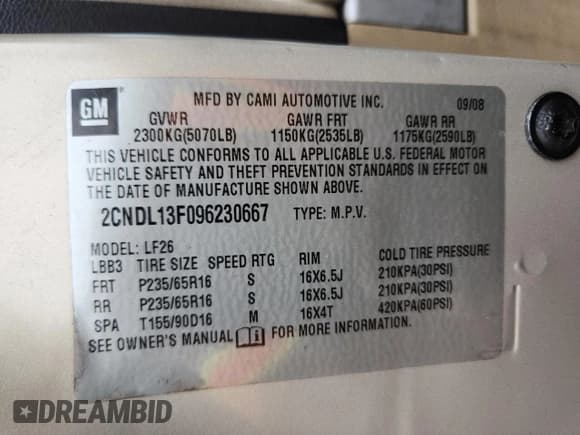 GM
MFD BY CAMI AUTOMOTIVE INC. 09/08
GVWR GAWR FRT GAWR RR
2300KG(5070LB) 1150KG(2535LB) 1175KG(2590LB)
THIS VEHICLE CONFORMS TO ALL APPLICABLE U.S. FEDERAL MOTOR
VEHICLE SAFETY AND THEFT PREVENTION STANDARDS IN EFFECT ON
THE DATE OF MANUFACTURE SHOWN ABOVE.
2CNDL13F096230667 TYPE: M.P.V.
MODEL: LF26
LBB3 TIRE SIZE SPEED RTG RIM COLD TIRE PRESSURE
FRT P235/65R16 S 16X6.5J 210KPA(30PSI)
RR P235/65R16 S 16X6.5J 210KPA(30PSI)
SPA T155/90D16 M 16X4T 420KPA(60PSI)
SEE OWNER'S MANUAL FOR MORE INFORMATION.
DREAMBID